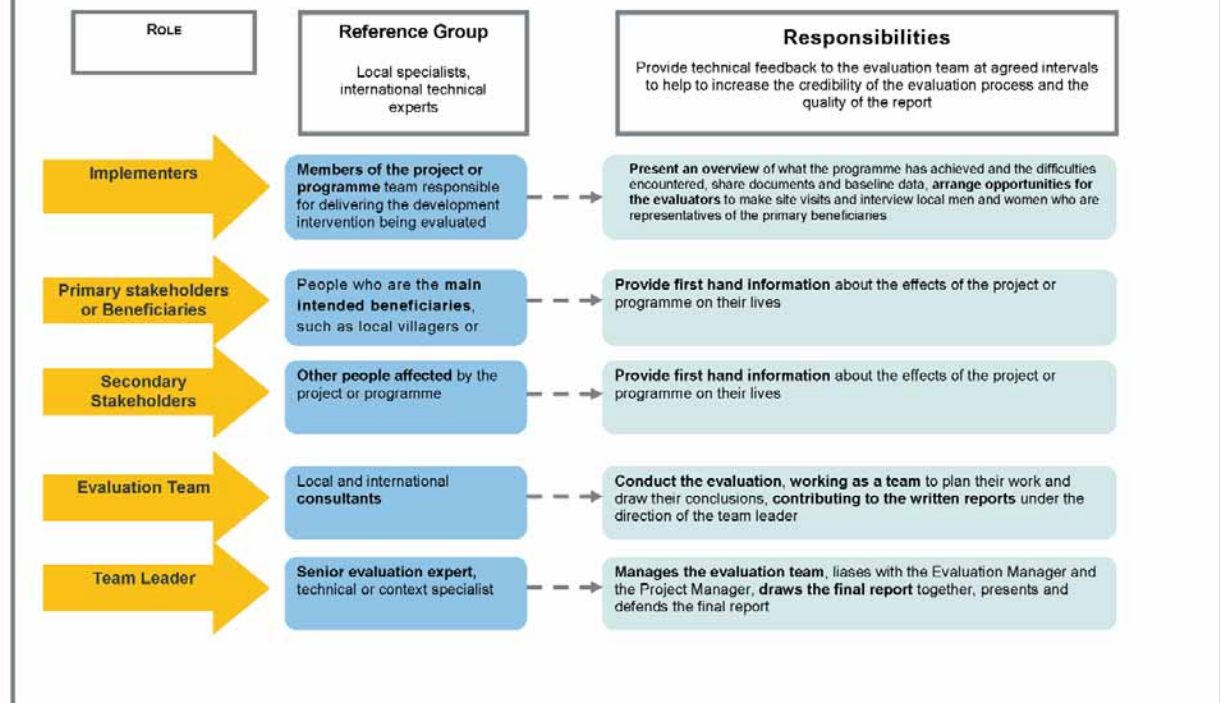 ROLE
Reference Group
Local specialists,
international technical
experts
Responsibilities
Provide technical feedback to the evaluation team at agreed intervals
to help to increase the credibility of the evaluation process and the
quality of the report
Implementers
Members of the project or
programme team responsible
for delivering the development
intervention being evaluated
Present an overview of what the programme has achieved and the difficulties
encountered, share documents and baseline data, arrange opportunities for
the evaluators to make site visits and interview local men and women who are
representatives of the primary beneficiaries
Primary stakeholders
or Beneficiaries
People who are the main
intended beneficiaries,
such as local villagers or
Provide first hand information about the effects of the project or
programme on their lives
Secondary
Stakeholders
Other people affected by the
project or programme
Provide first hand information about the effects of the project or
programme on their lives
Evaluation Team
Local and international
consultants
Conduct the evaluation, working as a team to plan their work and
draw their conclusions, contributing to the written reports under the
direction of the team leader
Team Leader
Senior evaluation expert,
technical or context specialist
Manages the evaluation team, liases with the Evaluation Manager and
the Project Manager, draws the final report together, presents and
defends the final report